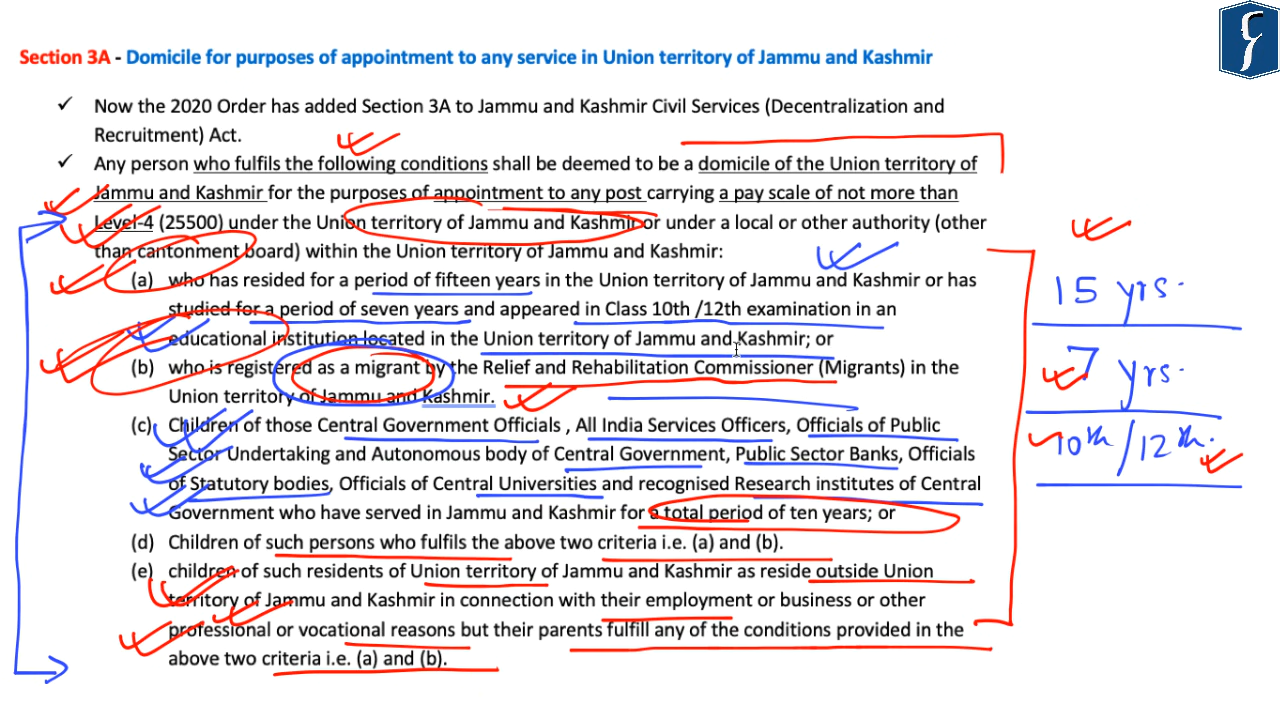 Section 3A - Domicile for purposes of appointment to any service in Union territory of Jammu and Kashmir
✓ Now the 2020 Order has added Section 3A to Jammu and Kashmir Civil Services (Decentralization and
Recruitment) Act.
✓ Any person who fulfils the following conditions shall be deemed to be a domicile of the Union territory of
Jammu and Kashmir for the purposes of appointment to any post carrying a pay scale of not more than
Level-4 (25500) under the Union territory of Jammu and Kashmir or under a local or other authority (other
than cantonment board) within the Union territory of Jammu and Kashmir:
(a) who has resided for a period of fifteen years in the Union territory of Jammu and Kashmir or has
studied for a period of seven years and appeared in Class 10th /12th examination in an
educational institution located in the Union territory of Jammu and Kashmir; or
(b) who is registered as a migrant by the Relief and Rehabilitation Commissioner (Migrants) in the
Union territory of Jammu and Kashmir.
(c) Children of those Central Government Officials , All India Services Officers, Officials of Public
Sector Undertaking and Autonomous body of Central Government, Public Sector Banks, Officials
of Statutory bodies, Officials of Central Universities and recognised Research institutes of Central
Government who have served in Jammu and Kashmir for a total period of ten years; or
(d) Children of such persons who fulfils the above two criteria i.e. (a) and (b).
(e) children of such residents of Union territory of Jammu and Kashmir as reside outside Union
territory of Jammu and Kashmir in connection with their employment or business or other
professional or vocational reasons but their parents fulfill any of the conditions provided in the
above two criteria i.e. (a) and (b).
15 yrs.
7 yrs.
10th/12th.